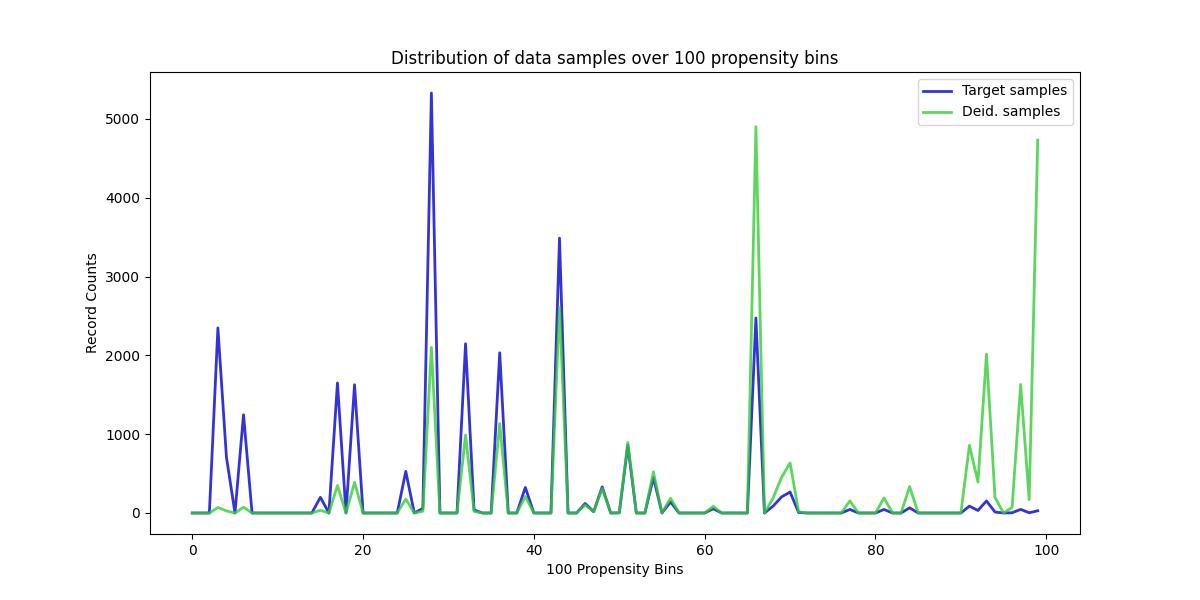 Distribution of data samples over 100 propensity bins
Target samples
Deid. samples
5000
4000
3000
2000
1000
0
Record Counts
0 20 40 60 80 100
100 Propensity Bins